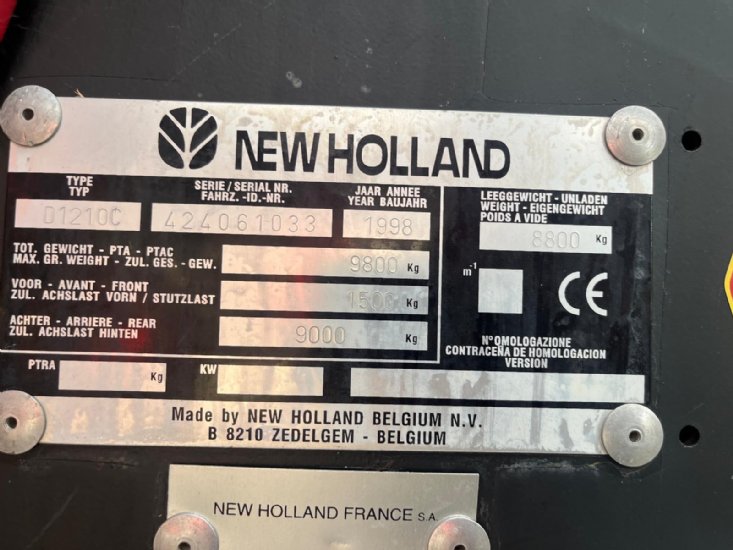 NEW HOLLAND
TYPE
TYP
D1210C
SERIE / SERIAL NR.
FAHRZ. -ID.-NR.
424061033
JAAR ANNEE
YEAR BAUJAHR
1998
LEEGGEWICHT - UNLADEN
WEIGHT - EIGENGEWICHT
POIDS A VIDE
8800 Kg
TOT. GEWICHT - PTA - PTAC
MAX. GR. WEIGHT - ZUL. GES. - GEW.
9800 Kg
VOOR - AVANT - FRONT
ZUL. ACHSLAST VORN / STUTZLAST
1500 Kg
ACHTER - ARRIERE - REAR
ZUL. ACHSLAST HINTEN
9000 Kg
m-1
CE
N°OMOLOGAZIONE
CONTRACEÑA DE HOMOLOGACION
VERSION
PTRA
Kg
KW
Made by NEW HOLLAND BELGIUM N.V.
B 8210 ZEDELGEM - BELGIUM
NEW HOLLAND FRANCE S.A.